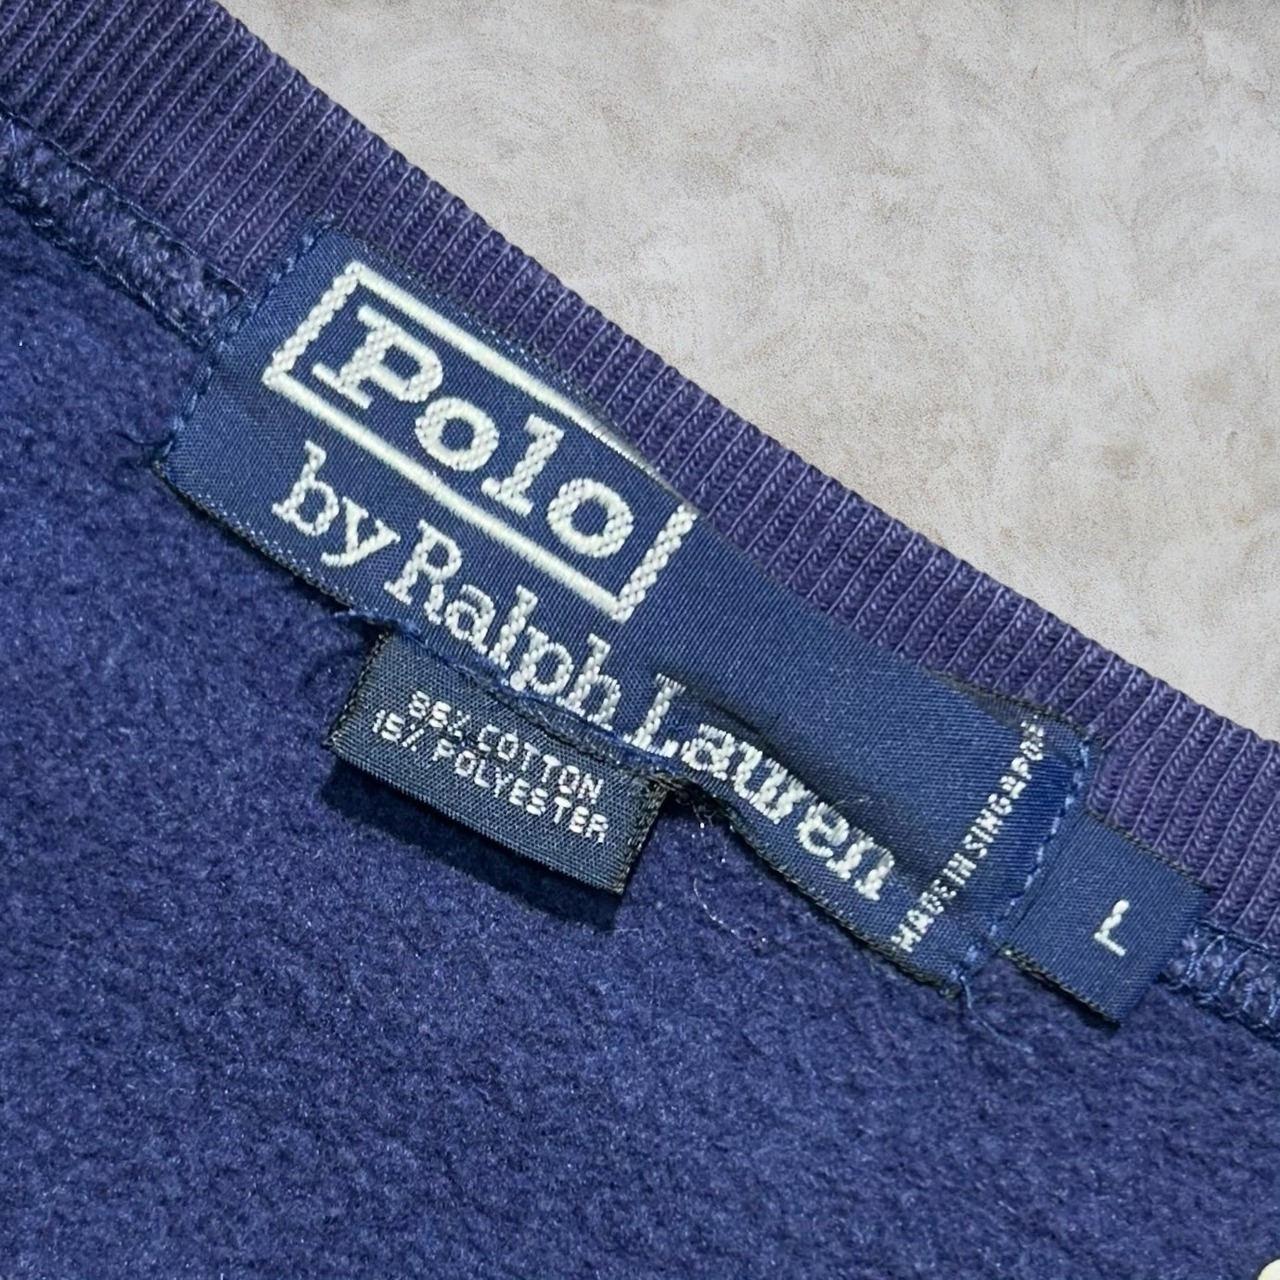 Polo
by Ralph Lauren
MADE IN SINGAPORE
85% COTTON
15% POLYESTER
L